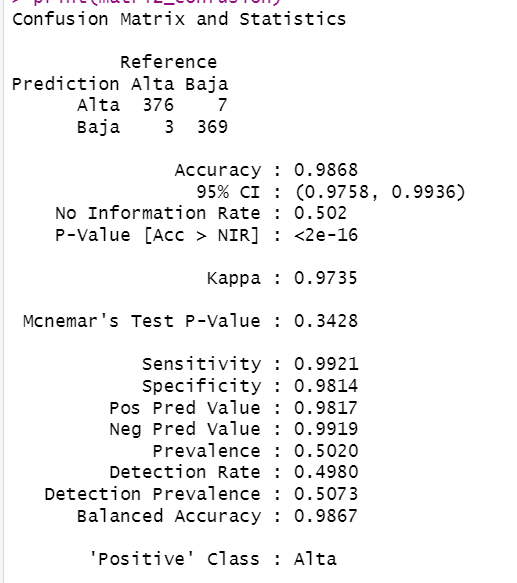 > print(matriz_confusion)
Confusion Matrix and Statistics
Reference
Prediction Alta Baja
Alta 376 7
Baja 3 369
Accuracy : 0.9868
95% CI : (0.9758, 0.9936)
No Information Rate : 0.502
P-Value [Acc > NIR] : <2e-16
Kappa : 0.9735
Mcnemar's Test P-Value : 0.3428
Sensitivity : 0.9921
Specificity : 0.9814
Pos Pred Value : 0.9817
Neg Pred Value : 0.9919
Prevalence : 0.5020
Detection Rate : 0.4980
Detection Prevalence : 0.5073
Balanced Accuracy : 0.9867
'Positive' Class : Alta